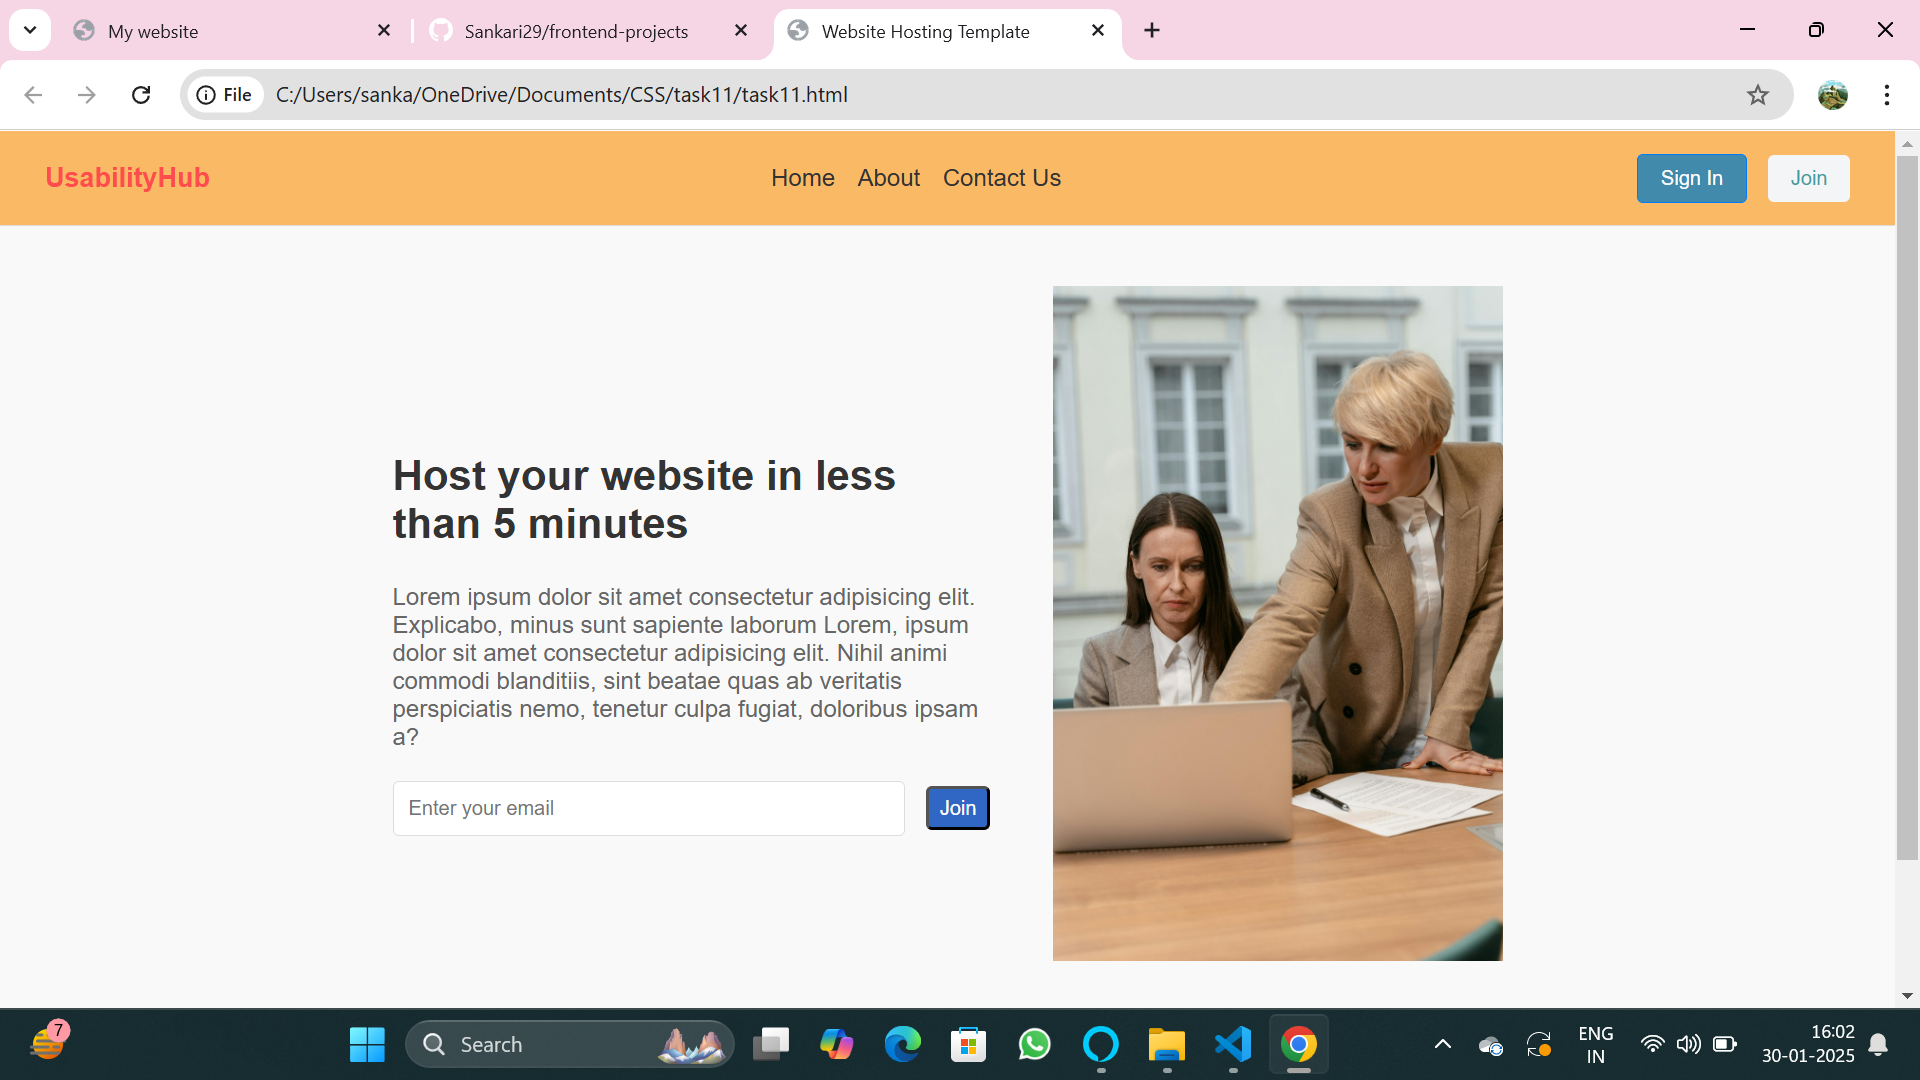 My website
Sankari29/frontend-projects
Website Hosting Template
File
C:/Users/sanka/OneDrive/Documents/CSS/task11/task11.html
UsabilityHub
Home
About
Contact Us
Sign In
Join
Host your website in less
than 5 minutes
Lorem ipsum dolor sit amet consectetur adipisicing elit.
Explicabo, minus sunt sapiente laborum Lorem, ipsum
dolor sit amet consectetur adipisicing elit. Nihil animi
commodi blanditiis, sint beatae quas ab veritatis
perspiciatis nemo, tenetur culpa fugiat, doloribus ipsam
a?
Enter your email
Join
7
Search
ENG
IN
16:02
30-01-2025